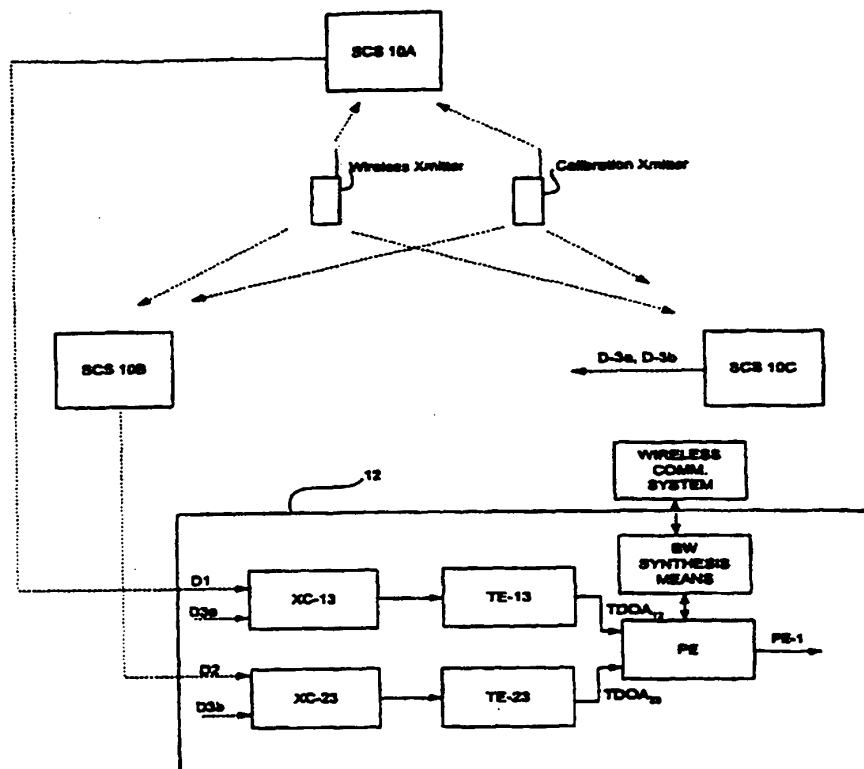 SCS 10A
Wireless Xmitter
Calibration Xmitter
SCS 10B
D-3a, D-3b
SCS 10C
WIRELESS
COMM.
SYSTEM
12
BW
SYNTHESIS
MEANS
D1
XC-13
TE-13
D3a
TDOA
PE
PE-1
D2
XC-23
TE-23
D3b
TDOA